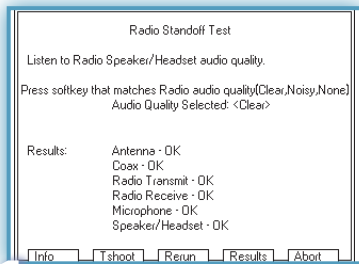 Radio Standoff Test
Listen to Radio Speaker/Headset audio quality.
Press softkey that matches Radio audio quality(Clear,Noisy,None)
Audio Quality Selected: <Clear>
Results: Antenna - OK
Coax - OK
Radio Transmit - OK
Radio Receive - OK
Microphone - OK
Speaker/Headset - OK
Info Tshoot Rerun Results Abort